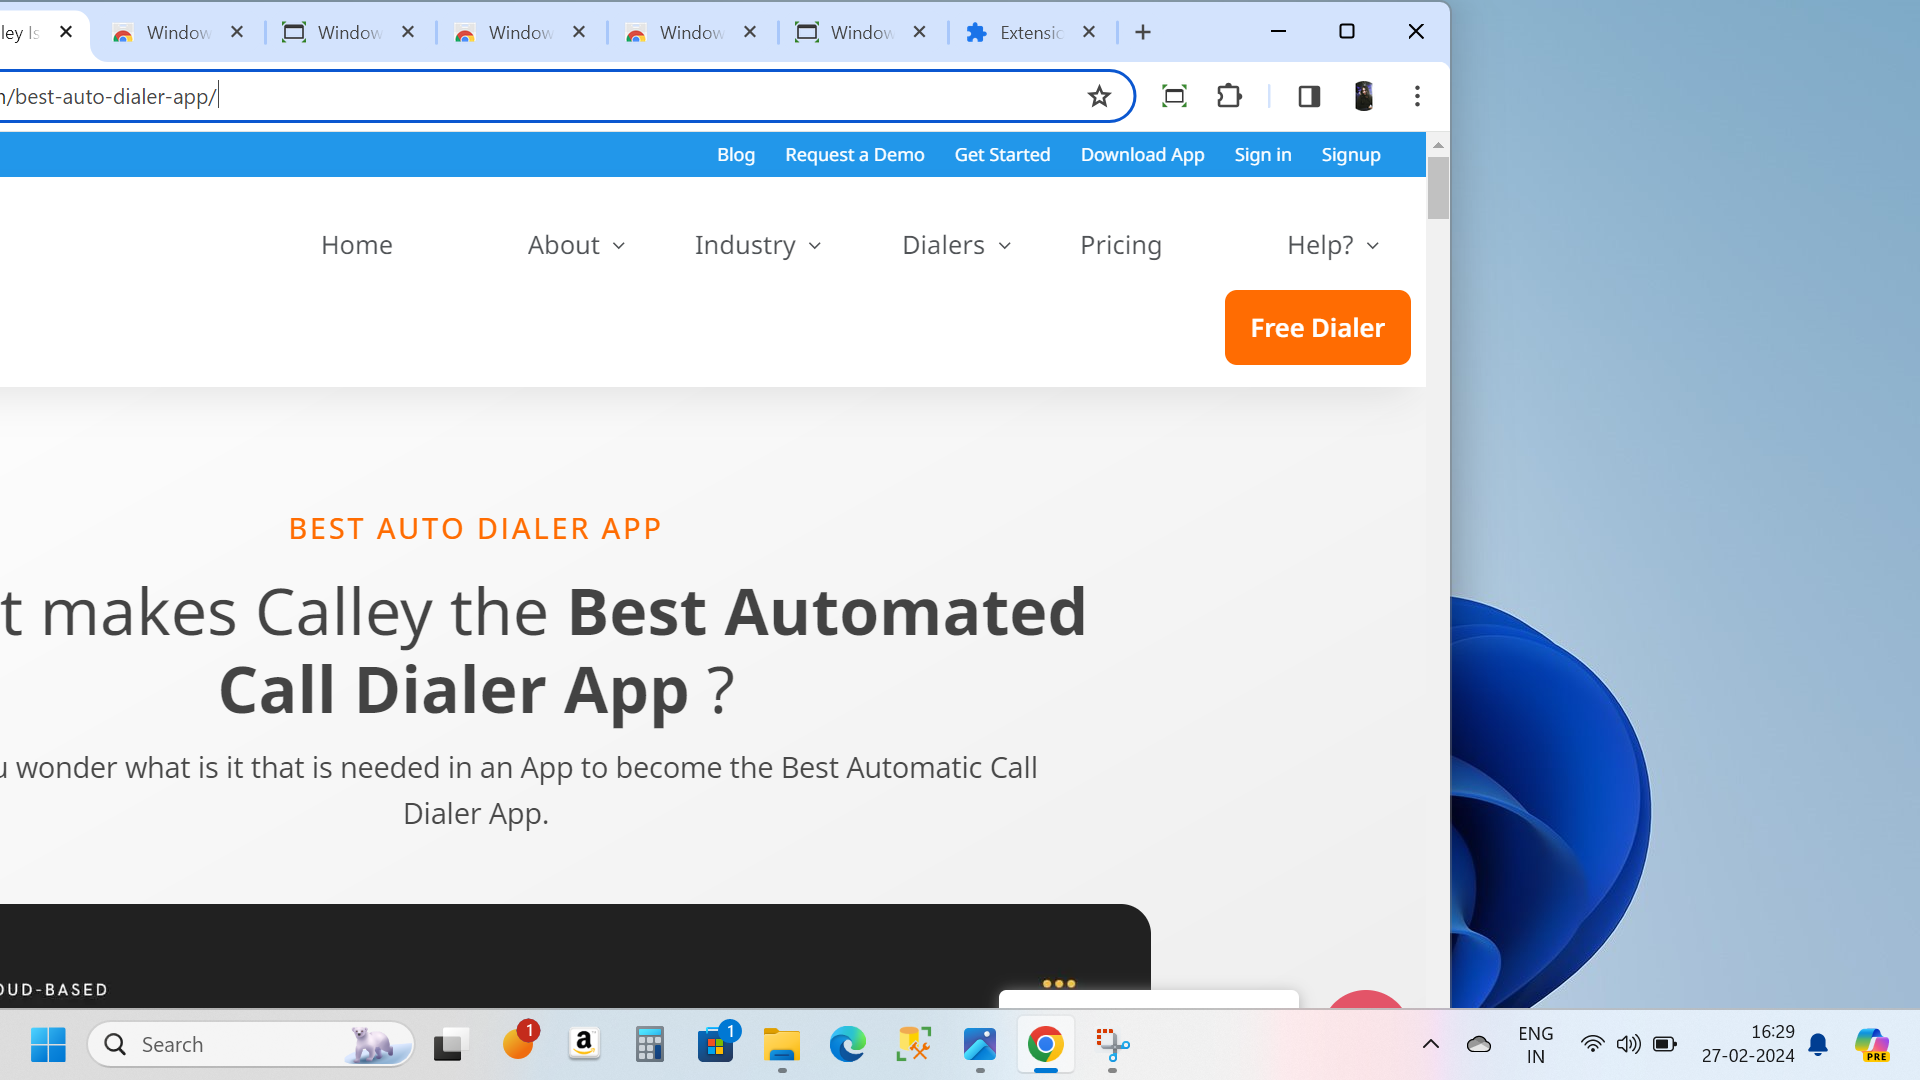 ley Is
Window
Window
Window
Window
Window
Extensio
/best-auto-dialer-app/
Blog
Request a Demo
Get Started
Download App
Sign in
Signup
Home
About
Industry
Dialers
Pricing
Help?
Free Dialer
BEST AUTO DIALER APP
t makes Calley the Best Automated
Call Dialer App ?
u wonder what is it that is needed in an App to become the Best Automatic Call
Dialer App.
OUD-BASED
Search
1
a
1
ENG
IN
16:29
27-02-2024
PRE